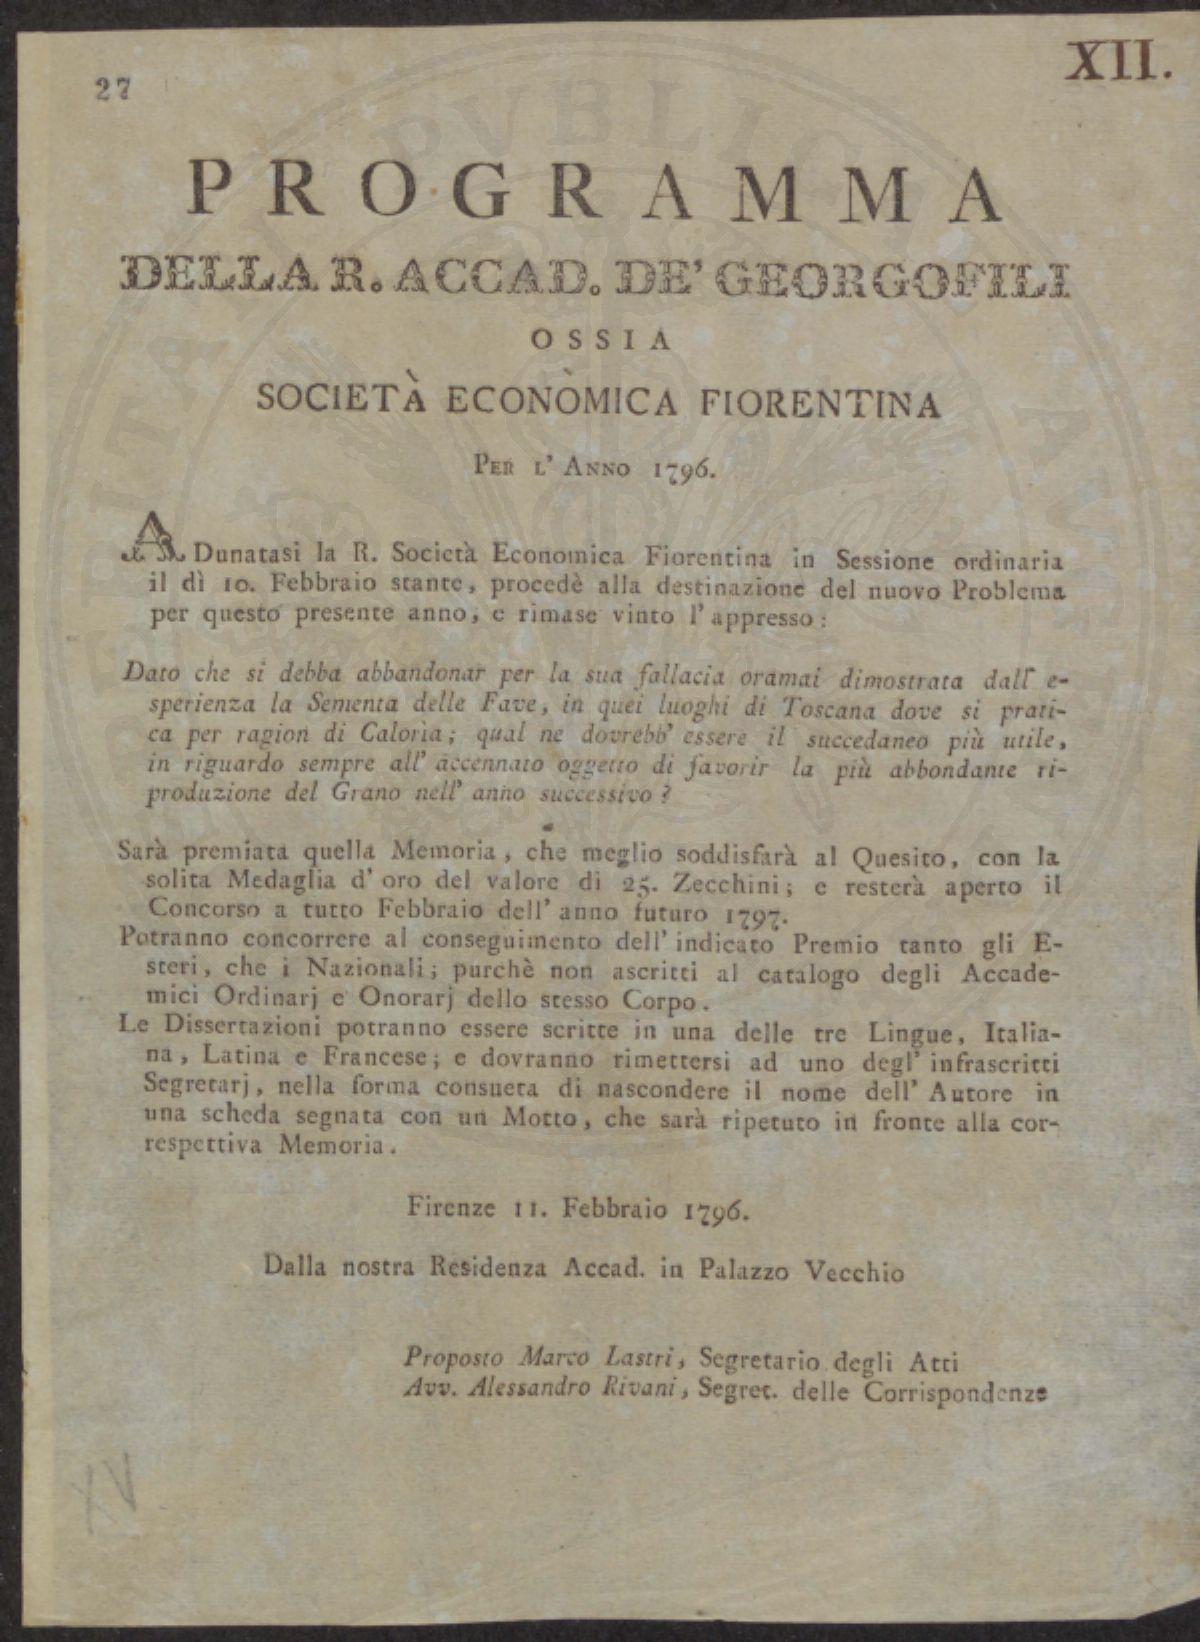 27
XII.
PROGRAMMA
DELLA R. ACCAD. DE' GEORGOFILI
OSSIA
SOCIETÀ ECONÒMICA FIORENTINA
PER L' ANNO 1796.
ADunatasi la R. Società Economica Fiorentina in Sessione ordinaria
il dì 10. Febbraio stante, procedè alla destinazione del nuovo Problema
per questo presente anno, e rimase vinto l' appresso:
Dato che si debba abbandonar per la sua fallacia oramai dimostrata dall' e-
sperienza la Sementa delle Fave, in quei luoghi di Toscana dove si prati-
ca per ragion di Caloria; qual ne dovrebb' essere il succedaneo più utile,
in riguardo sempre all' accennato oggetto di favorir la più abbondante ri-
produzione del Grano nell' anno successivo?
Sarà premiata quella Memoria, che meglio soddisfarà al Quesito, con la
solita Medaglia d' oro del valore di 25. Zecchini; e resterà aperto il
Concorso a tutto Febbraio dell' anno futuro 1797.
Potranno concorrere al conseguimento dell' indicato Premio tanto gli E-
steri, che i Nazionali; purchè non ascritti al catalogo degli Accade-
mici Ordinarj e Onorarj dello stesso Corpo.
Le Dissertazioni potranno essere scritte in una delle tre Lingue, Italia-
na, Latina e Francese; e dovranno rimettersi ad uno degl' infrascritti
Segretarj, nella forma consueta di nascondere il nome dell' Autore in
una scheda segnata con un Motto, che sarà ripetuto in fronte alla cor-
respettiva Memoria.
Firenze 11. Febbraio 1796.
Dalla nostra Residenza Accad. in Palazzo Vecchio
Proposto Marco Lastri, Segretario degli Atti
Avv. Alessandro Rivani, Segret. delle Corrispondenze
XV